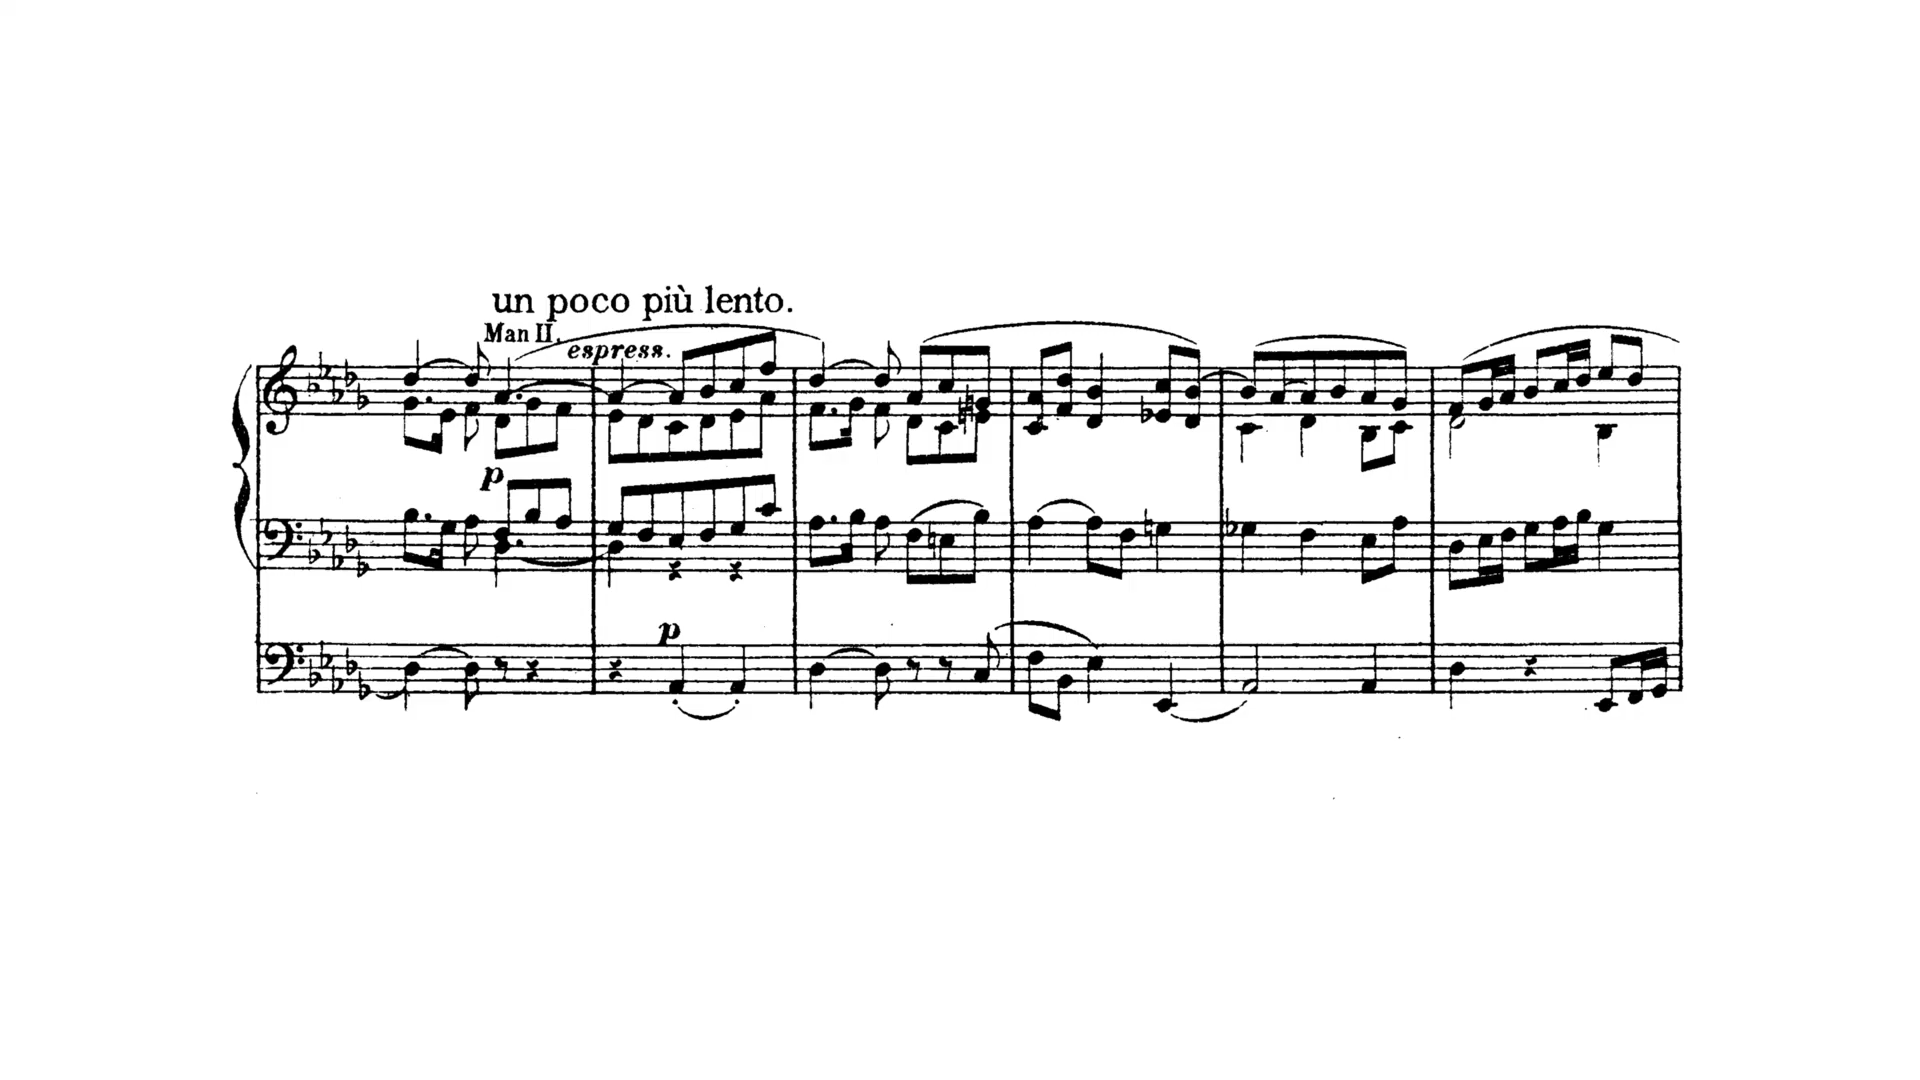 un poco più lento.
Man II.
espress.
p
p